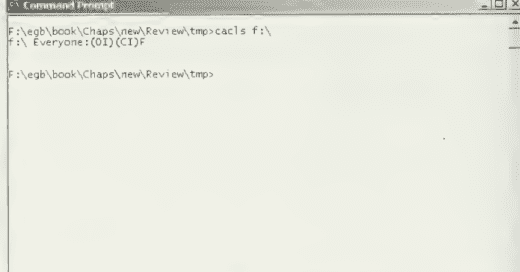 Command Prompt
F:\egb\book\Chaps\new\Review\tmp>cacls f:\
f:\ Everyone:(OI)(CI)F
F:\egb\book\Chaps\new\Review\tmp>